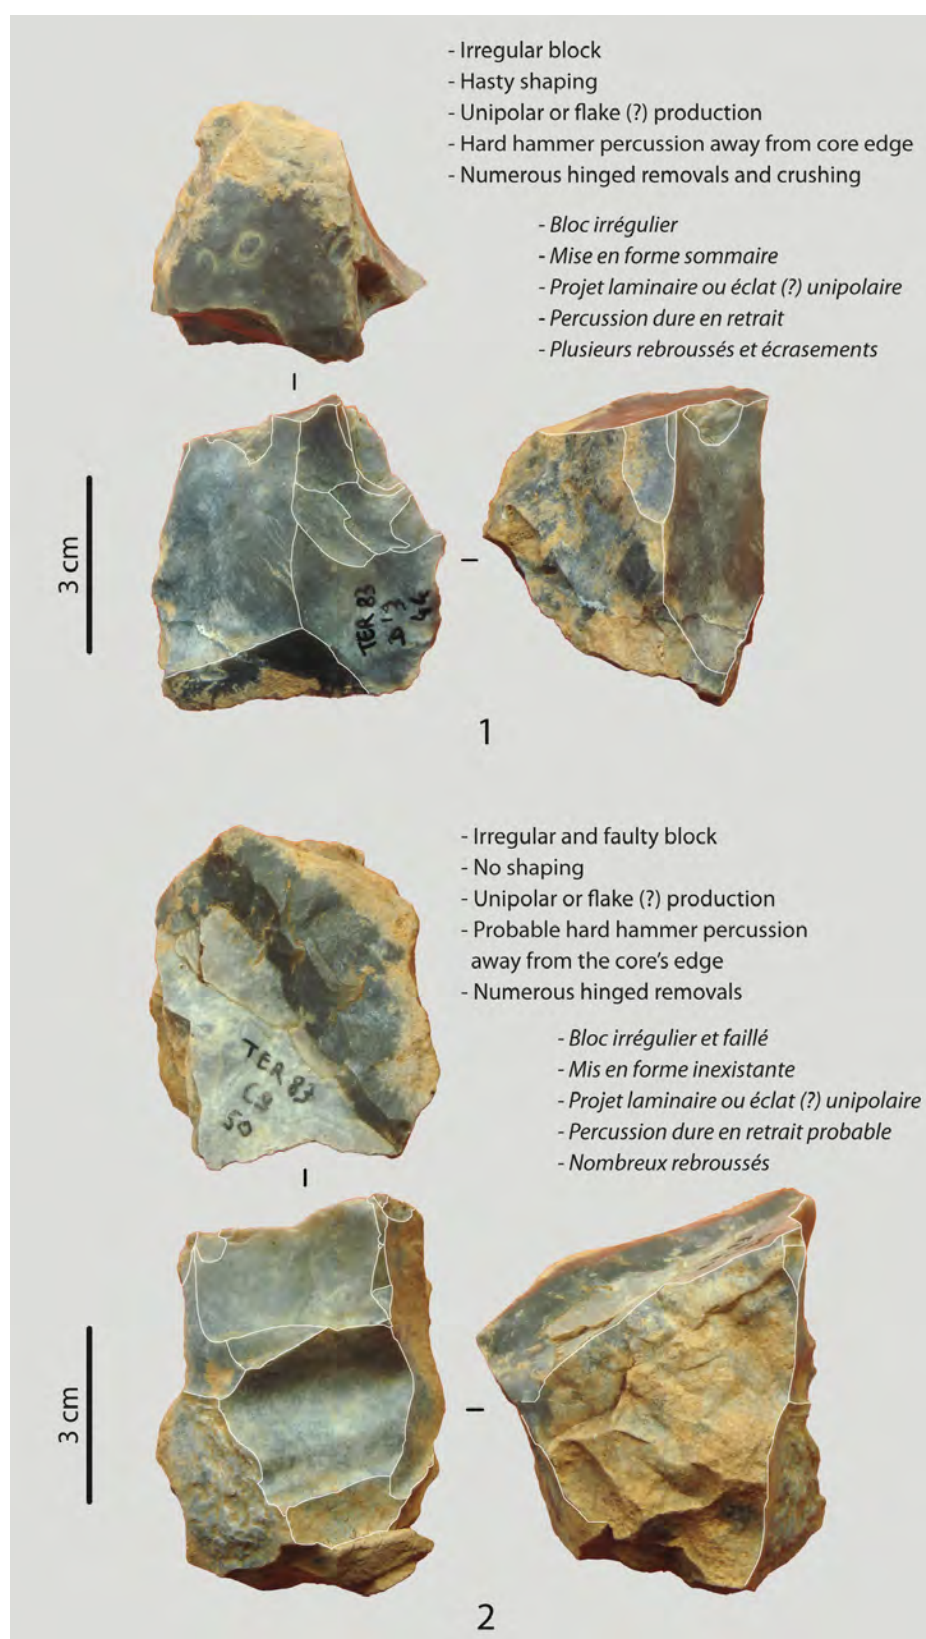 - Irregular block
- Hasty shaping
- Unipolar or flake (?) production
- Hard hammer percussion away from core edge
- Numerous hinged removals and crushing
- Bloc irrégulier
- Mise en forme sommaire
- Projet laminaire ou éclat (?) unipolaire
- Percussion dure en retrait
- Plusieurs rebroussés et écrasements
3 cm
TER 83
D 19
44
1
- Irregular and faulty block
- No shaping
- Unipolar or flake (?) production
- Probable hard hammer percussion
away from the core's edge
- Numerous hinged removals
- Bloc irrégulier et faillé
- Mis en forme inexistante
- Projet laminaire ou éclat (?) unipolaire
- Percussion dure en retrait probable
- Nombreux rebroussés
TER 83
C9
50
3 cm
2